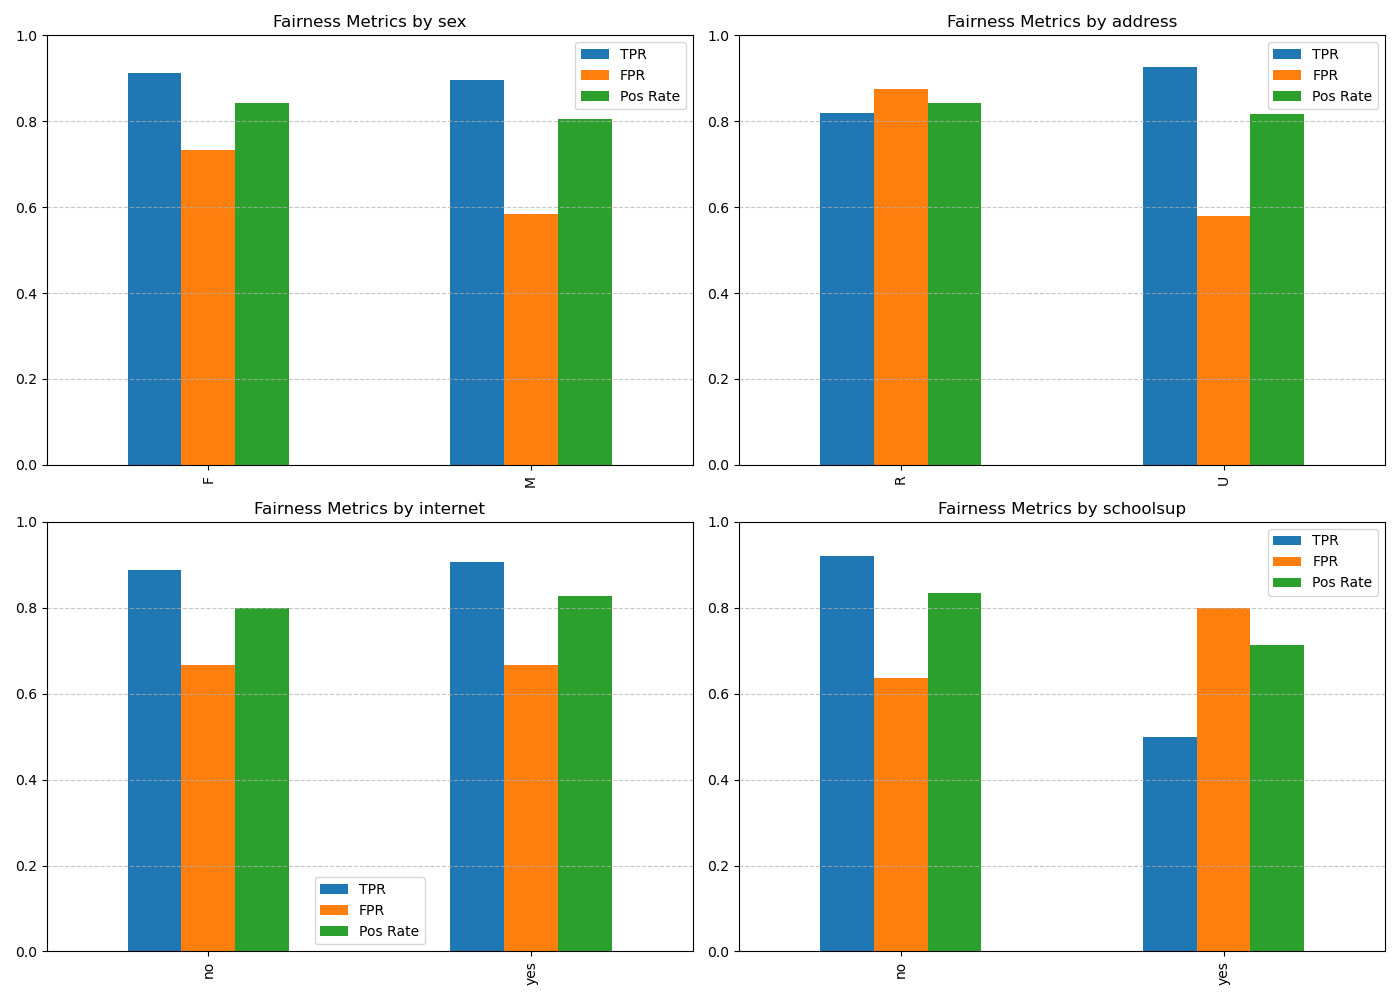 Fairness Metrics by sex
1.0
0.8
0.6
0.4
0.2
0.0
TPR
FPR
Pos Rate
F
M
Fairness Metrics by address
1.0
0.8
0.6
0.4
0.2
0.0
TPR
FPR
Pos Rate
R
U
Fairness Metrics by internet
1.0
0.8
0.6
0.4
0.2
0.0
TPR
FPR
Pos Rate
no
yes
Fairness Metrics by schoolsup
1.0
0.8
0.6
0.4
0.2
0.0
TPR
FPR
Pos Rate
no
yes